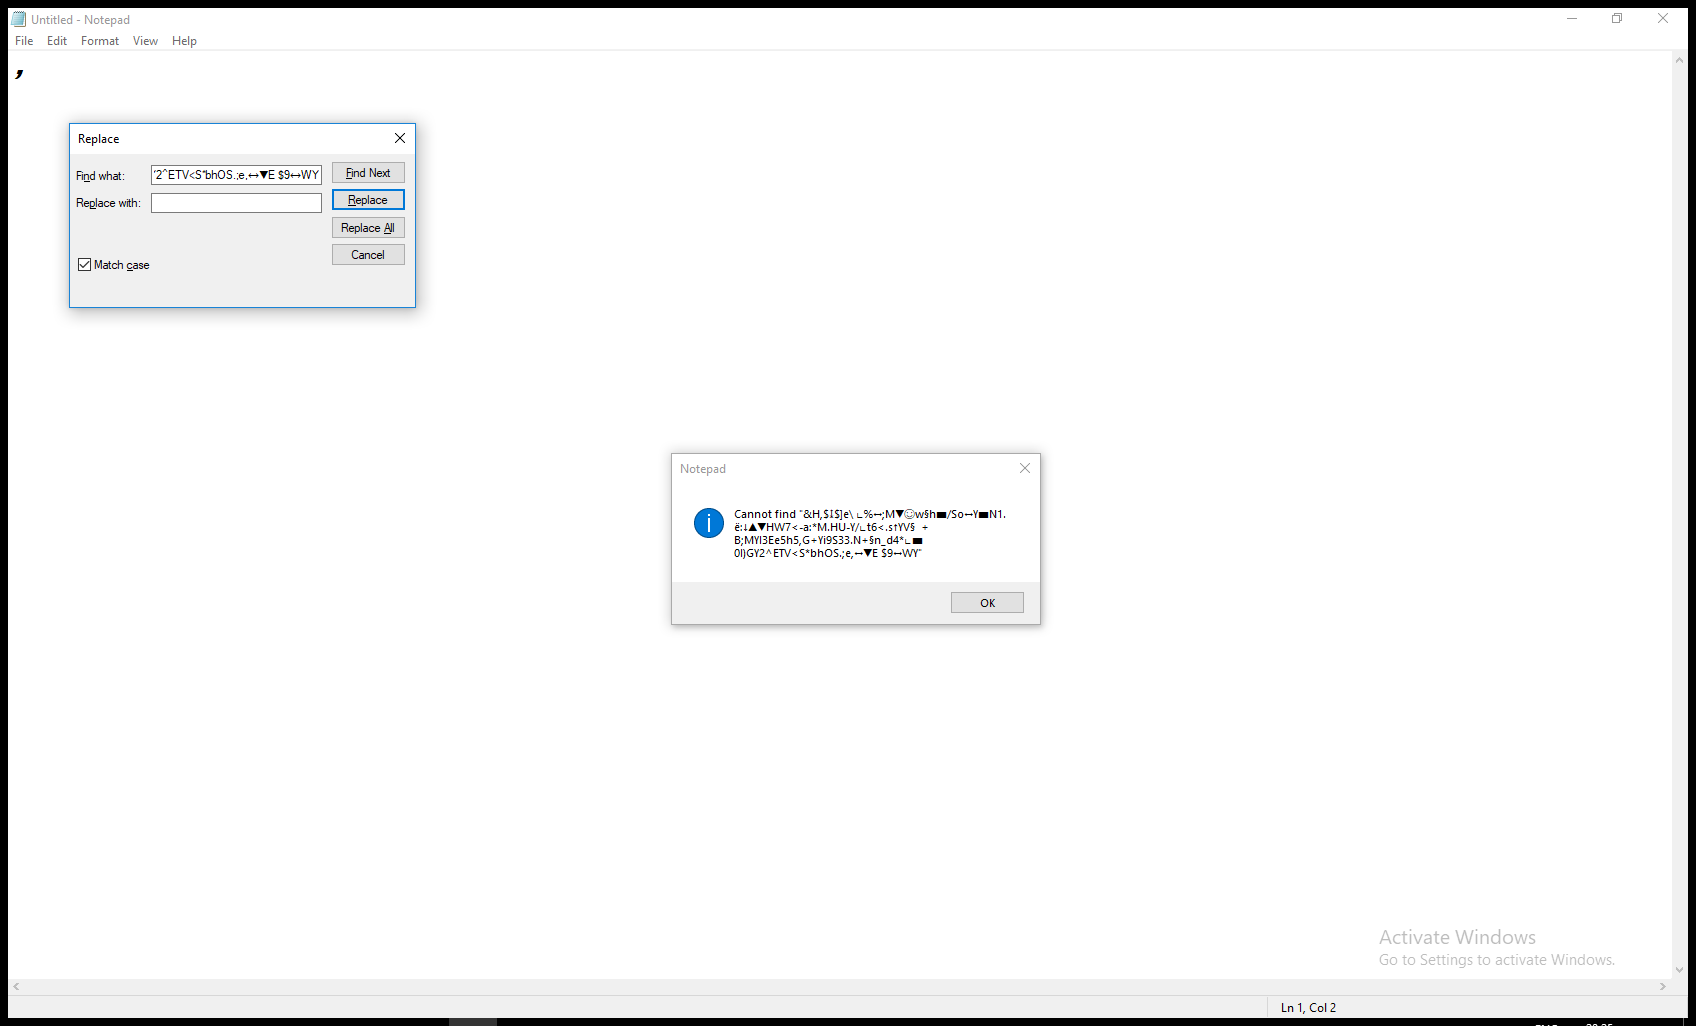 Untitled - Notepad
File Edit Format View Help
,
Replace
Find what: '2^ETV<S*bhOS.;e,↔▼E $9↔WY
Find Next
Replace with:
Replace
Replace All
Cancel
Match case
Notepad
Cannot find "&H,$I$]e\ ∟%↔;M▼☺w§h■/So↔Y■N1.
ë:↓▲▼HW7<-a:*M.HU-Y/∟t6<.s↑YV§ +
B;MYI3Ee5h5,G+Yi9S33.N+§n_d4*∟■
0l)GY2^ETV<S*bhOS.;e,↔▼E $9↔WY"
OK
Activate Windows
Go to Settings to activate Windows.
Ln 1, Col 2